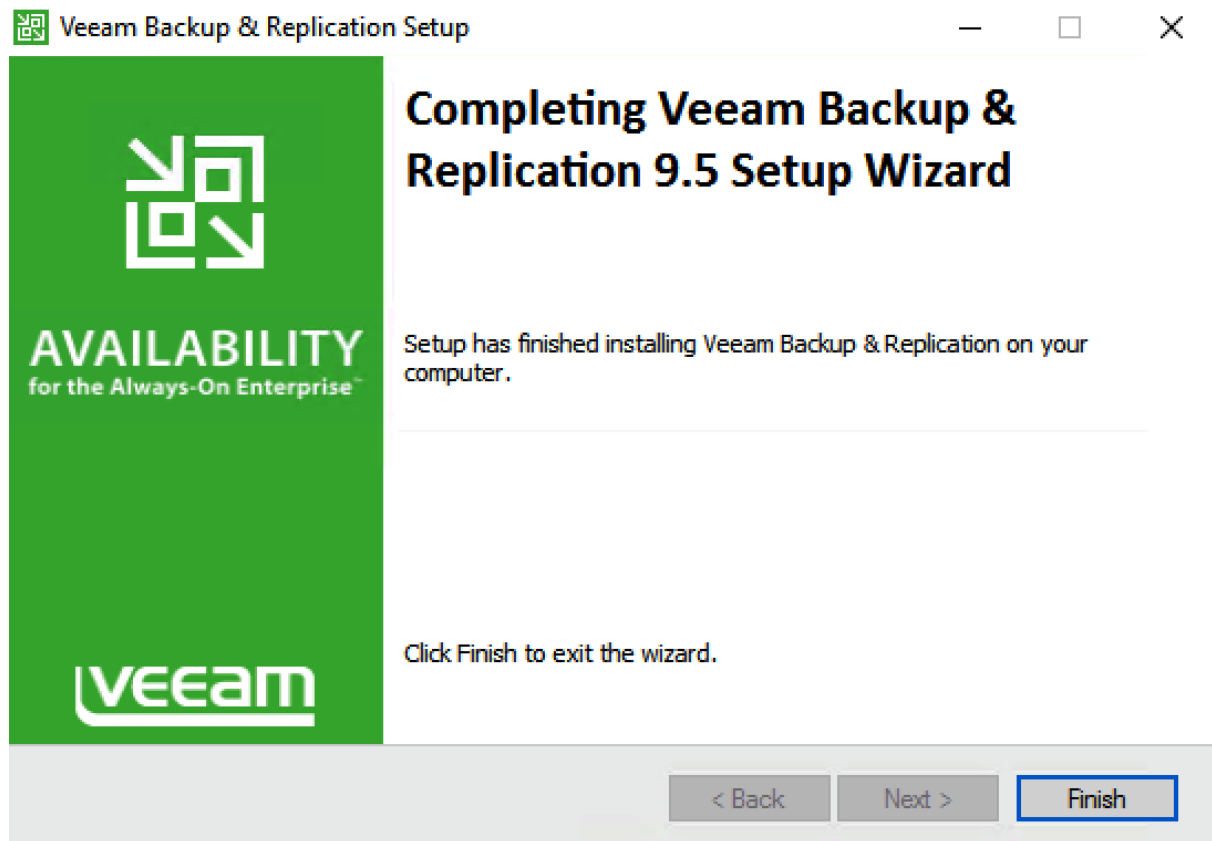 Veeam Backup & Replication Setup
Completing Veeam Backup &
Replication 9.5 Setup Wizard
AVAILABILITY
for the Always-On Enterprise™
Setup has finished installing Veeam Backup & Replication on your
computer.
Click Finish to exit the wizard.
veeam
< Back
Next >
Finish